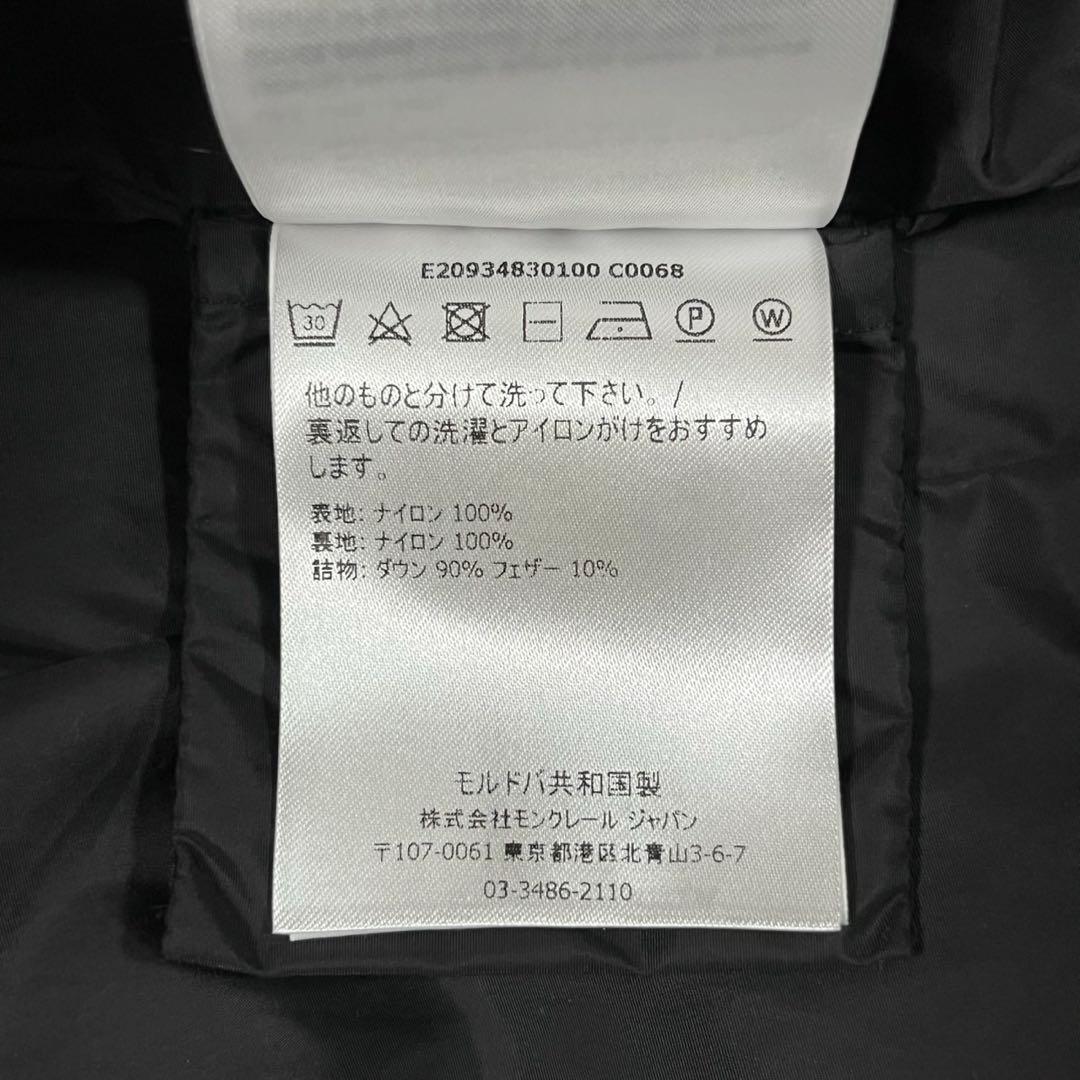 E20934830100 C0068
30 P W
他のものと分けて洗って下さい。/
裏返しての洗濯とアイロンがけをおすすめ
します。
表地: ナイロン 100%
裏地: ナイロン 100%
詰物: ダウン 90% フェザー 10%
モルドバ共和国製
株式会社モンクレール ジャパン
〒107-0061 東京都港区北青山3-6-7
03-3486-2110